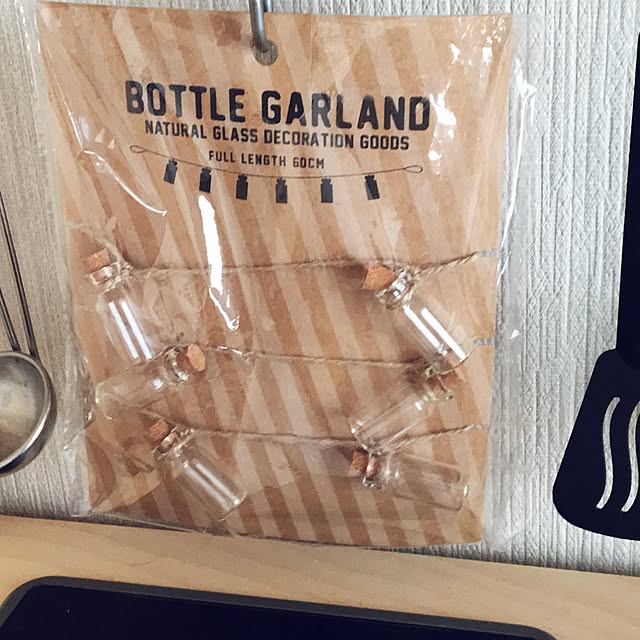 BOTTLE GARLAND
NATURAL GLASS DECORATION GOODS
FULL LENGTH 60CM